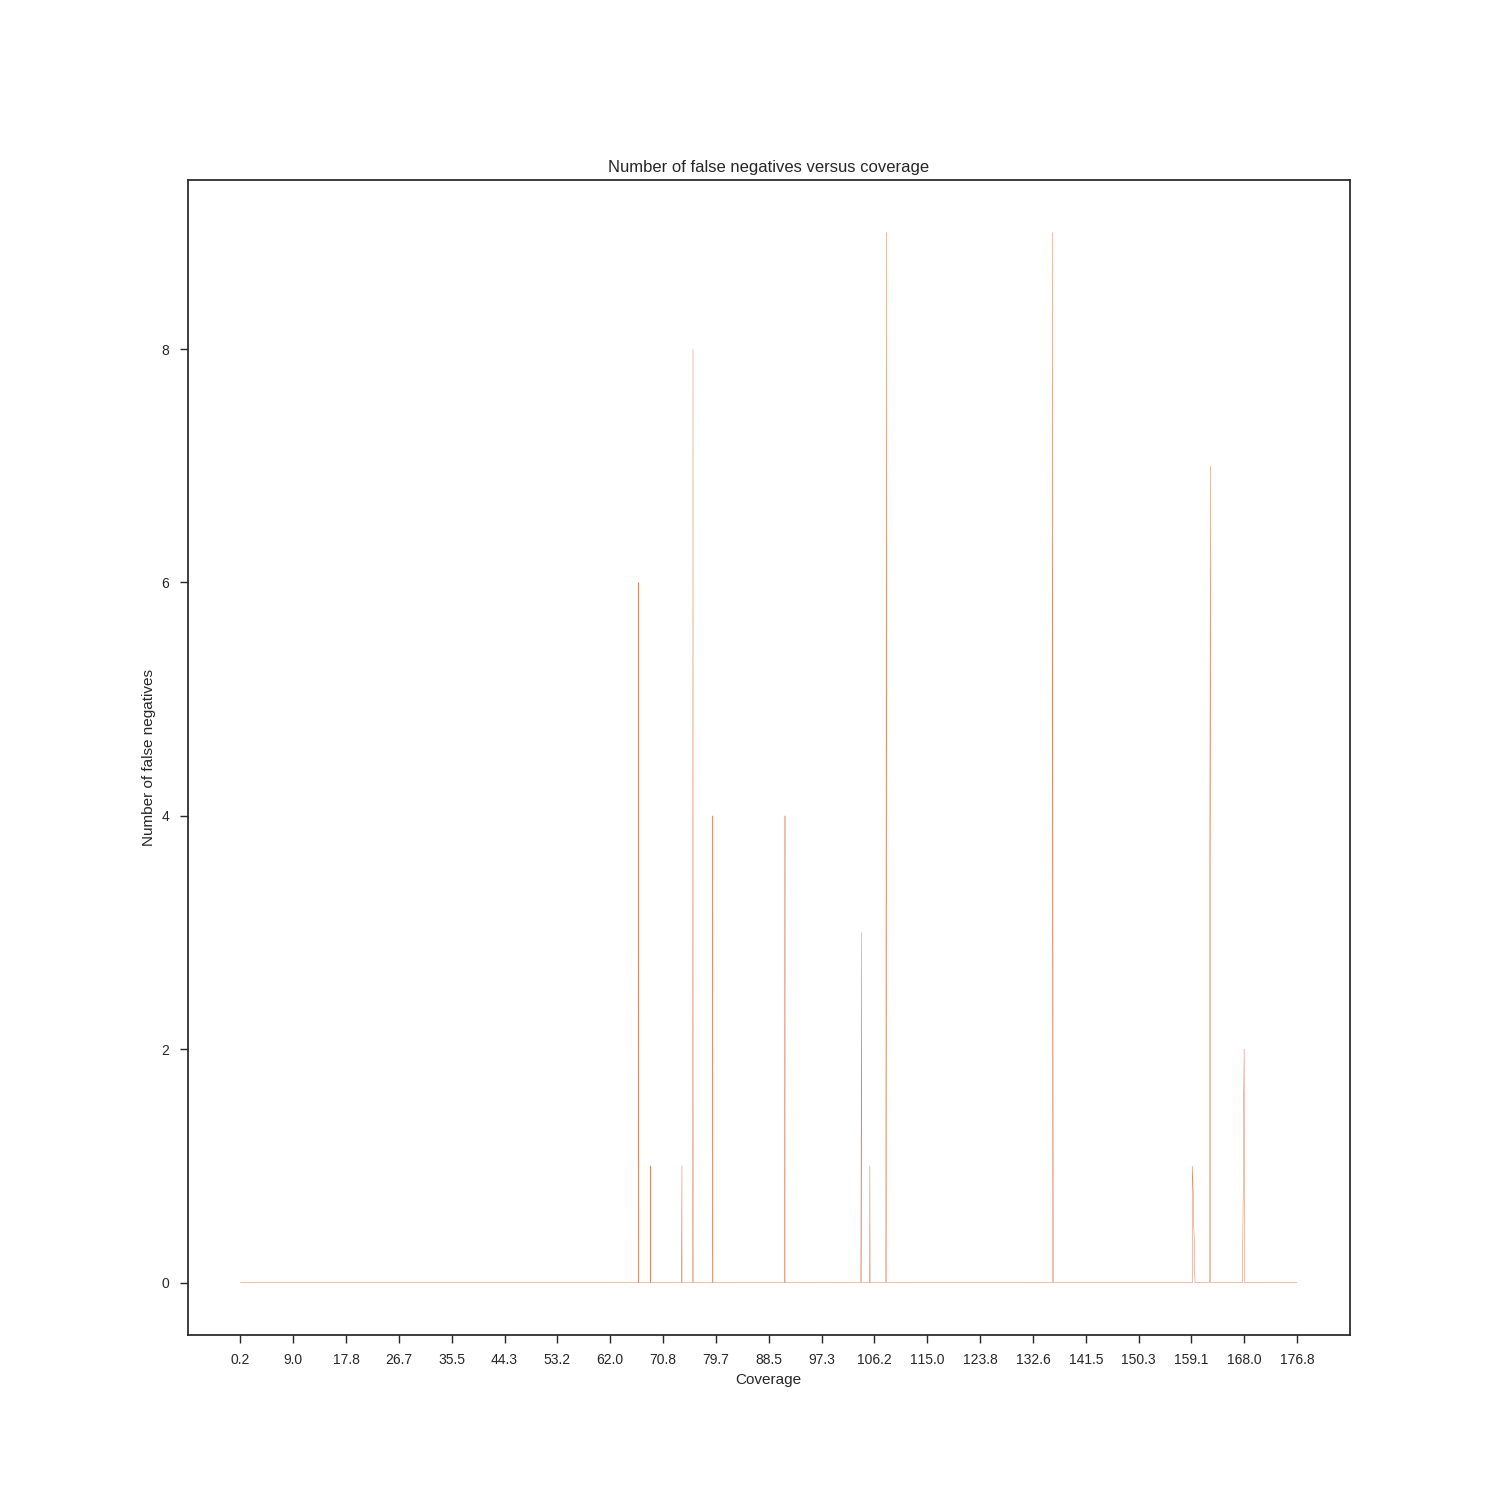 Number of false negatives versus coverage
8
6
4
2
0
Number of false negatives
0.2 9.0 17.8 26.7 35.5 44.3 53.2 62.0 70.8 79.7 88.5 97.3 106.2 115.0 123.8 132.6 141.5 150.3 159.1 168.0 176.8
Coverage